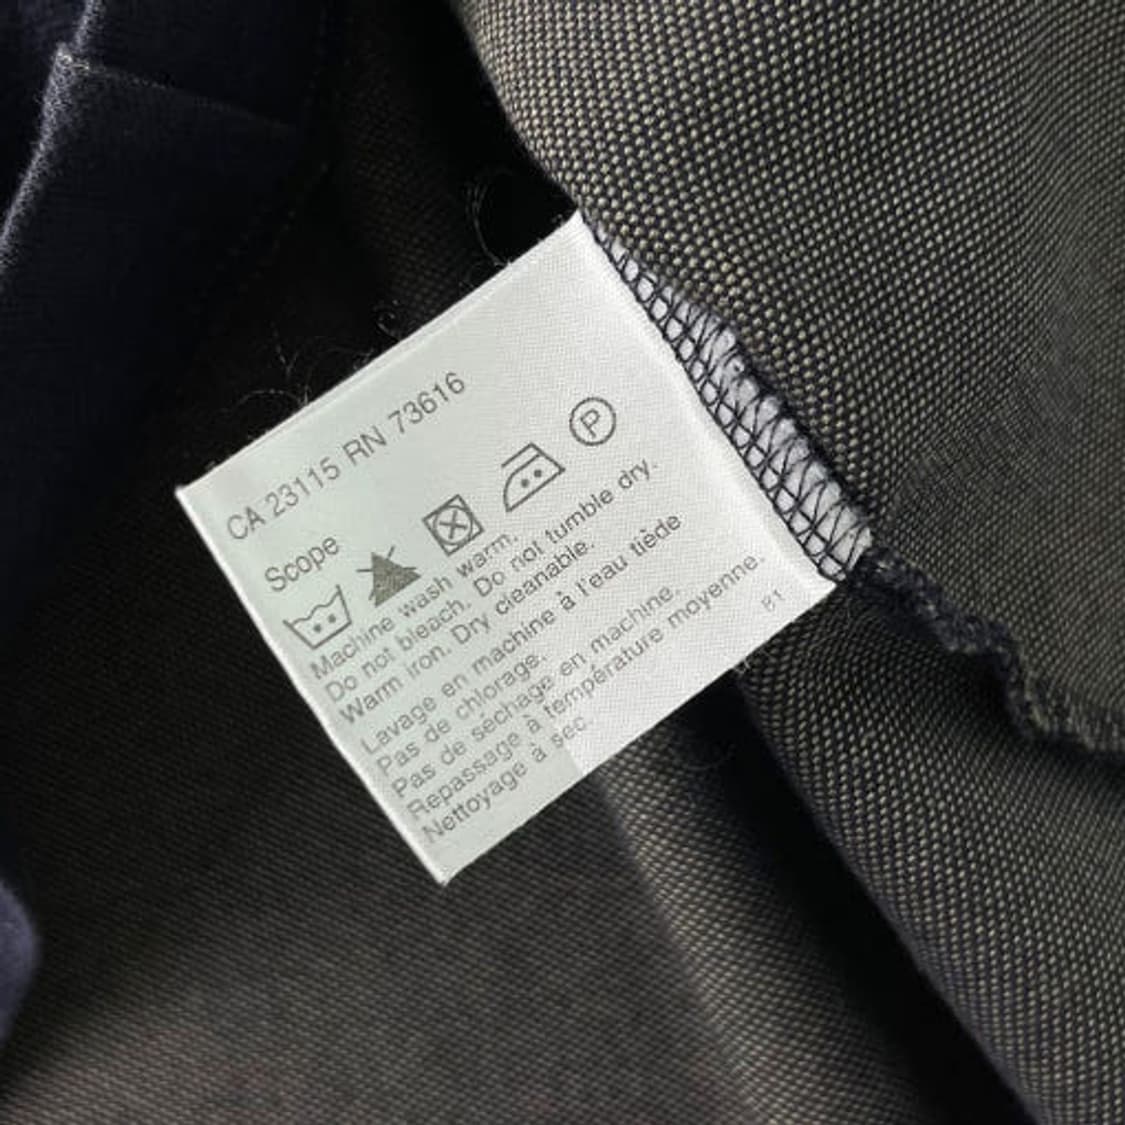 CA 23115 RN 73616
Scope
P
Machine wash warm.
Do not bleach. Do not tumble dry.
Warm iron. Dry cleanable.
Lavage en machine à l'eau tiède
Pas de chlorage.
Pas de séchage en machine.
Repassage à température moyenne.
Nettoyage à sec.